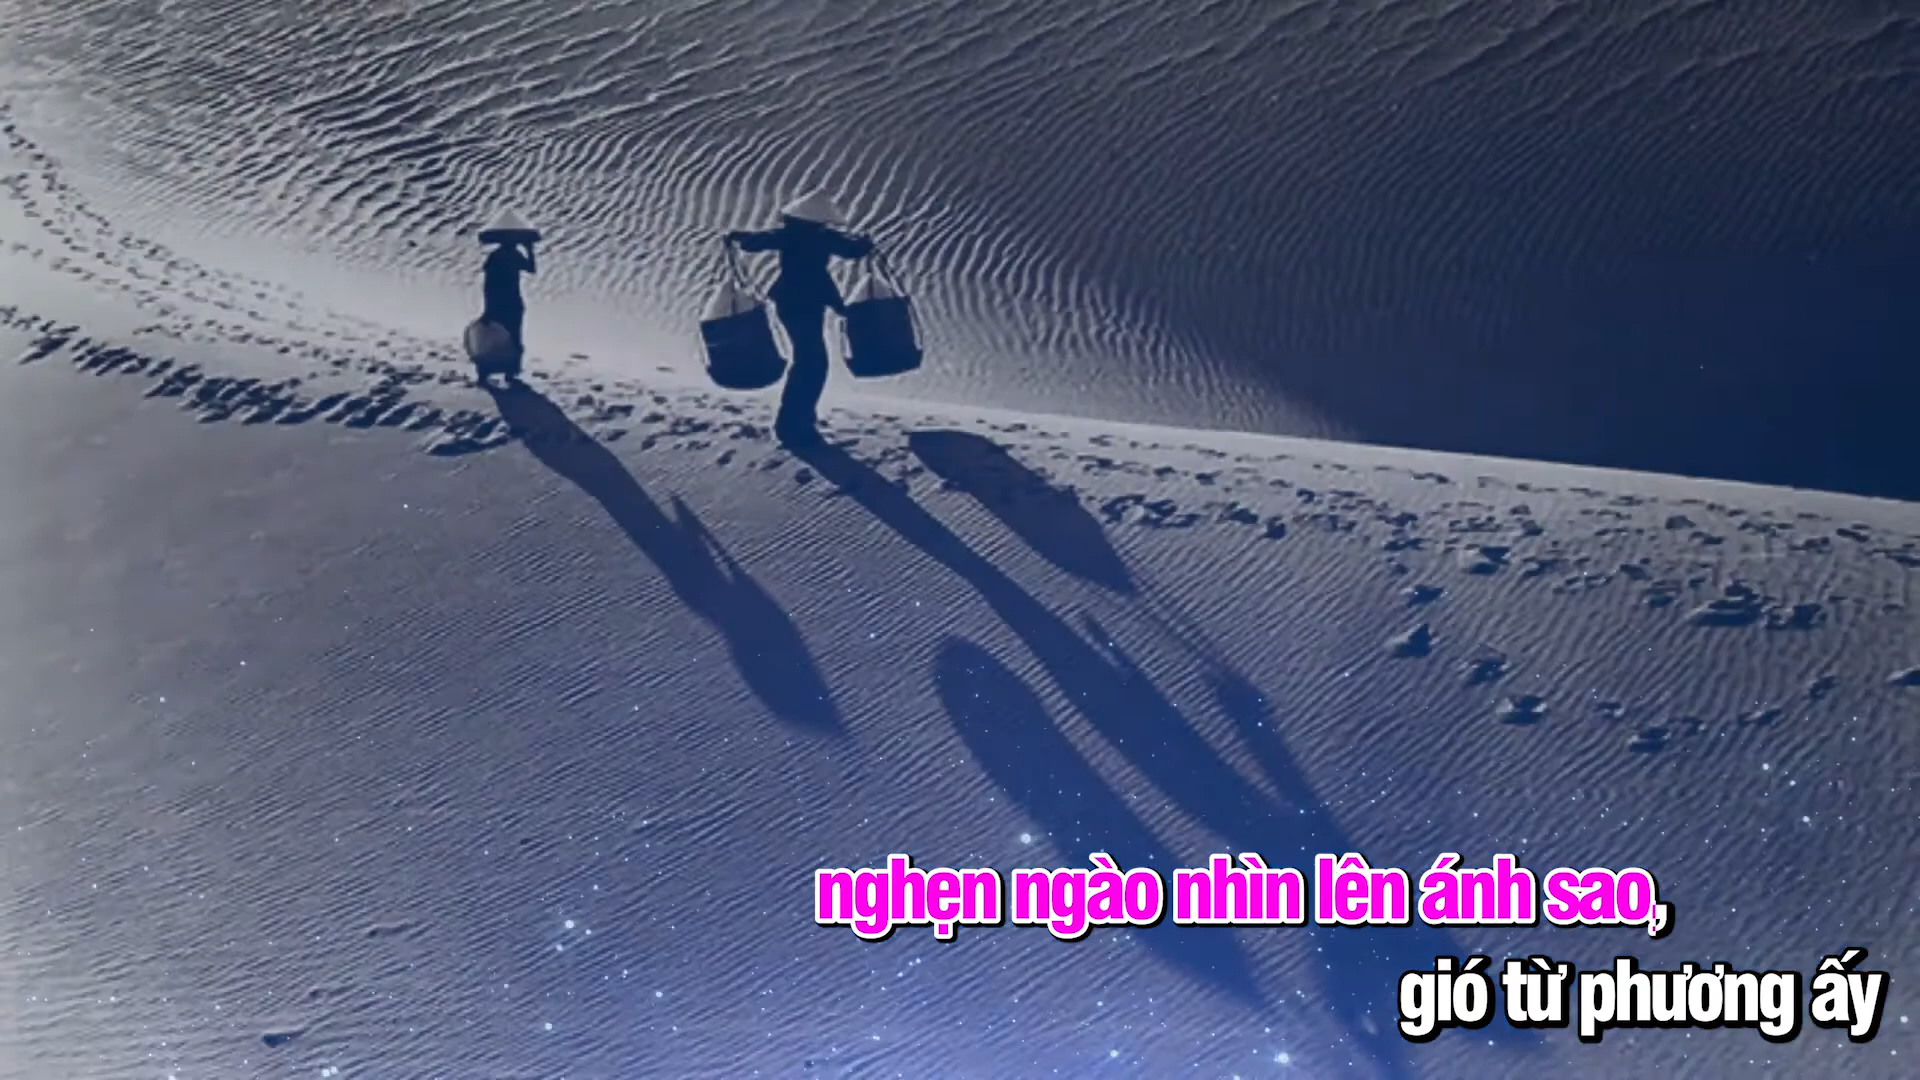 nghẹn ngào nhìn lên ánh sao,
gió từ phương ấy